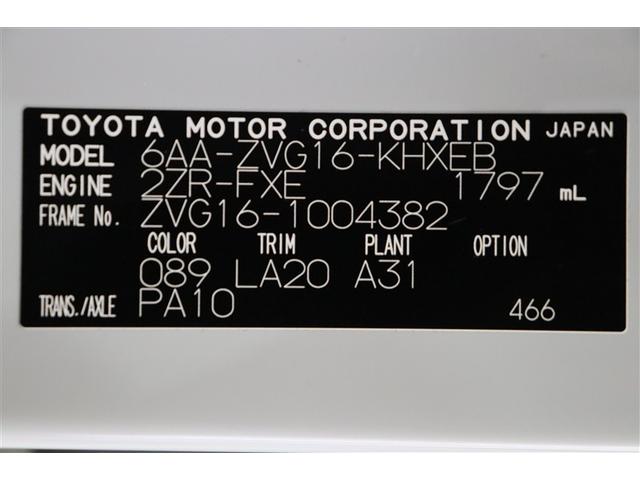 TOYOTA MOTOR CORPORATION JAPAN
MODEL 6AA-ZVG16-KHXEB
ENGINE 2ZR-FXE 1797 mL
FRAME No. ZVG16-1004382
COLOR TRIM PLANT OPTION
089 LA20 A31
TRANS./AXLE PA10 466